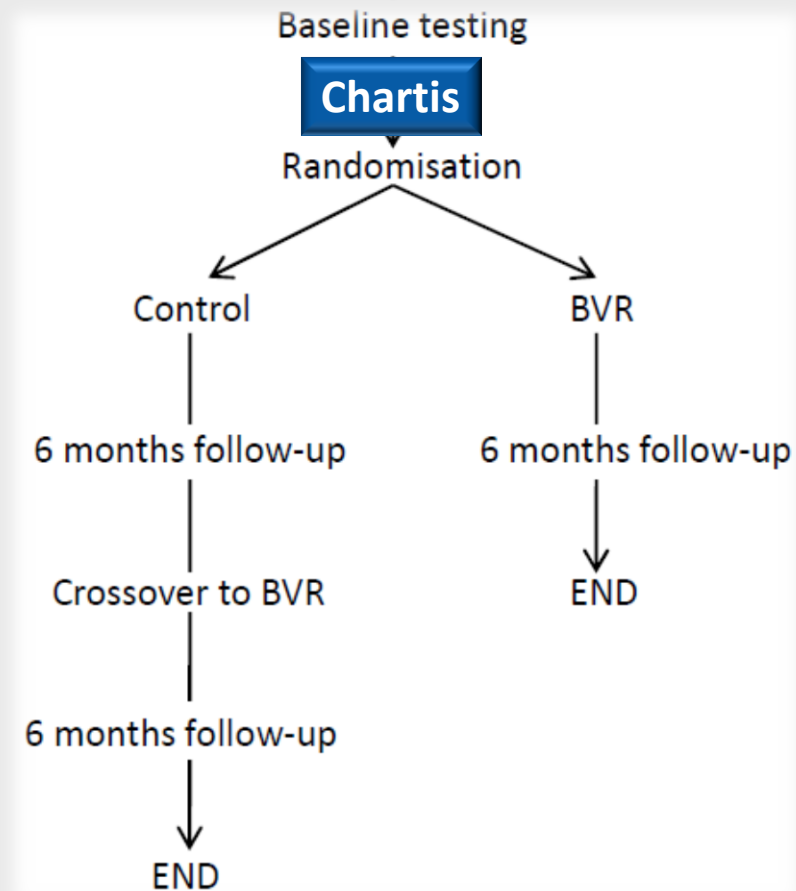 Baseline testing
Chartis
Randomisation
Control
BVR
6 months follow-up
6 months follow-up
Crossover to BVR
END
6 months follow-up
END